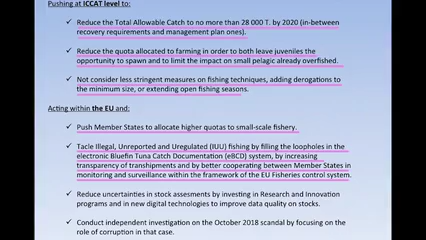 Pushing at ICCAT level to:
✓ Reduce the Total Allowable Catch to no more than 28 000 T. by 2020 (in-between
recovery requirements and management plan ones).
✓ Reduce the quota allocated to farming in order to both leave juveniles the
opportunity to spawn and to limit the impact on small pelagic already overfished.
✓ Not consider less stringent measures on fishing techniques, adding derogations to
the minimum size, or extending open fishing seasons.
Acting within the EU and:
✓ Push Member States to allocate higher quotas to small-scale fishery.
✓ Tacle Illegal, Unreported and Uregulated (IUU) fishing by filling the loopholes in the
electronic Bluefin Tuna Catch Documentation (eBCD) system, by increasing
transparency of transhipments and by better cooperating between Member States in
monitoring and surveillance within the framework of the EU Fisheries control system.
✓ Reduce uncertainties in stock assesments by investing in Research and Innovation
programs and in new digital technologies to improve data quality on stocks.
✓ Conduct independent investigation on the October 2018 scandal by focusing on the
role of corruption in that case.